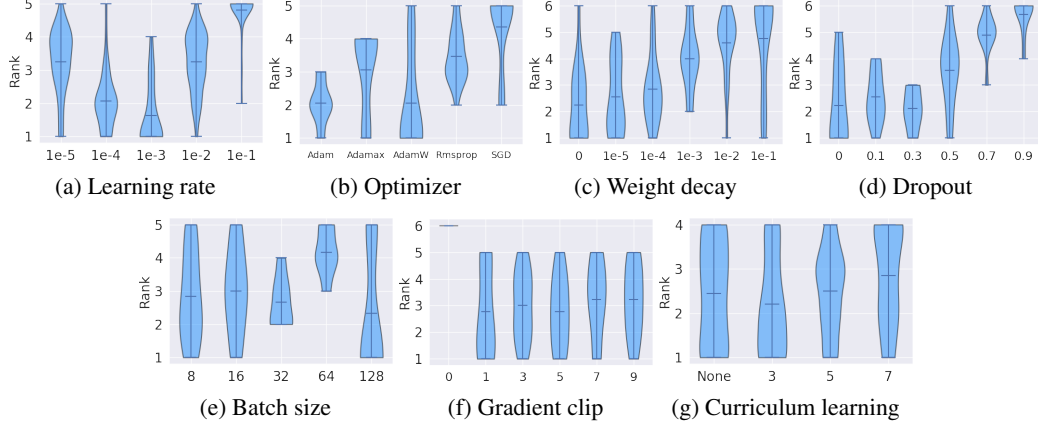 5
4
3
2
1
Rank
1e-5 1e-4 1e-3 1e-2 1e-1
(a) Learning rate
5
4
3
2
1
Rank
Adam Adamax AdamW Rmsprop SGD
(b) Optimizer
6
5
4
3
2
1
Rank
0 1e-5 1e-4 1e-3 1e-2 1e-1
(c) Weight decay
6
5
4
3
2
1
Rank
0 0.1 0.3 0.5 0.7 0.9
(d) Dropout
5
4
3
2
1
Rank
8 16 32 64 128
(e) Batch size
6
5
4
3
2
1
Rank
0 1 3 5 7 9
(f) Gradient clip
4
3
2
1
Rank
None 3 5 7
(g) Curriculum learning